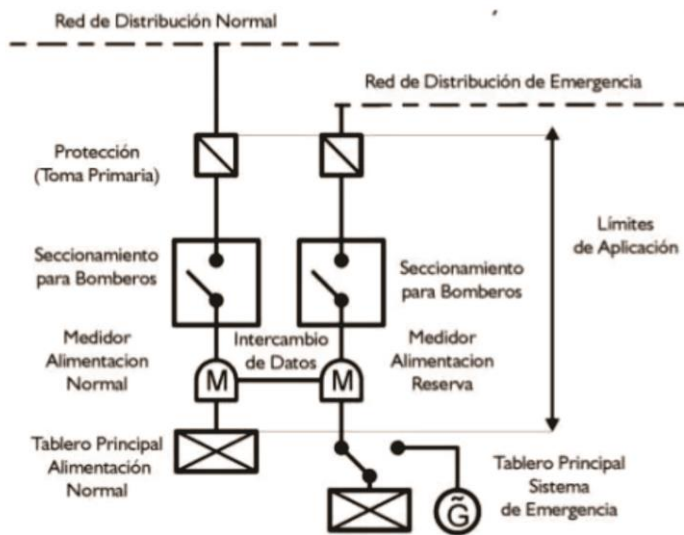 Red de Distribución Normal
Red de Distribución de Emergencia
Protección
(Toma Primaria)
Límites
de Aplicación
Seccionamiento
para Bomberos
Seccionamiento
para Bomberos
Medidor
Alimentacion
Normal
Intercambio
de Datos
Medidor
Alimentacion
Reserva
M
M
Tablero Principal
Alimentación
Normal
Tablero Principal
Sistema
de Emergencia
G̃